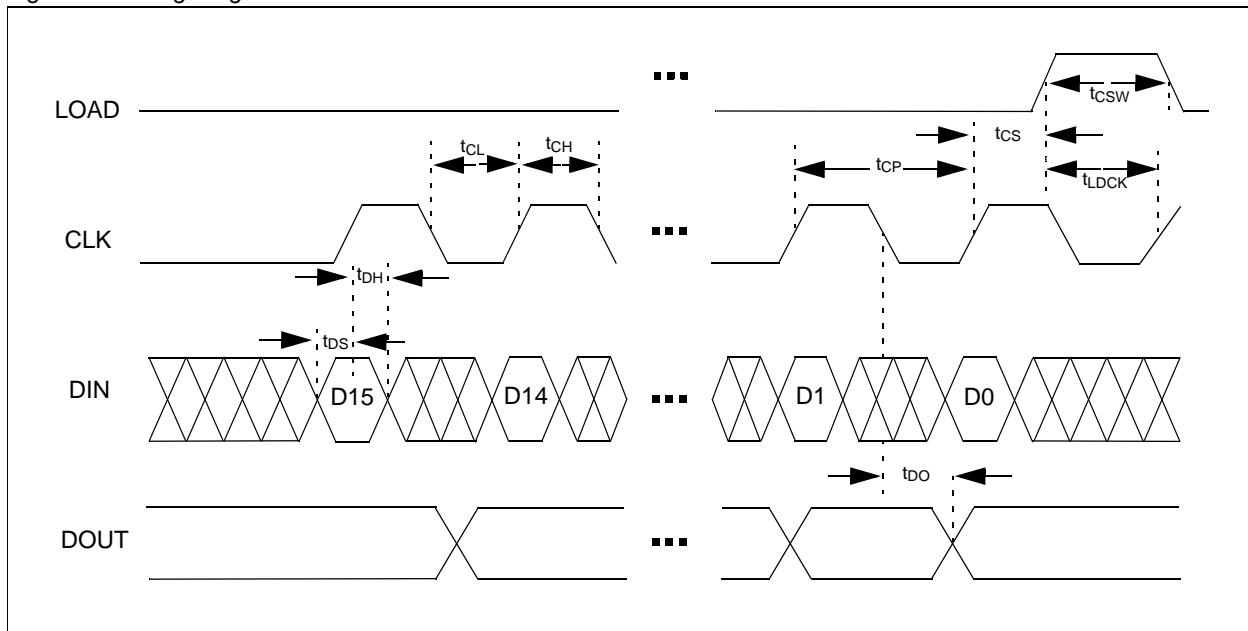 LOAD
tCSW
tCL
tCH
tCS
tCP
tLDCK
CLK
tDH
tDS
DIN
D15
D14
D1
D0
tDO
DOUT